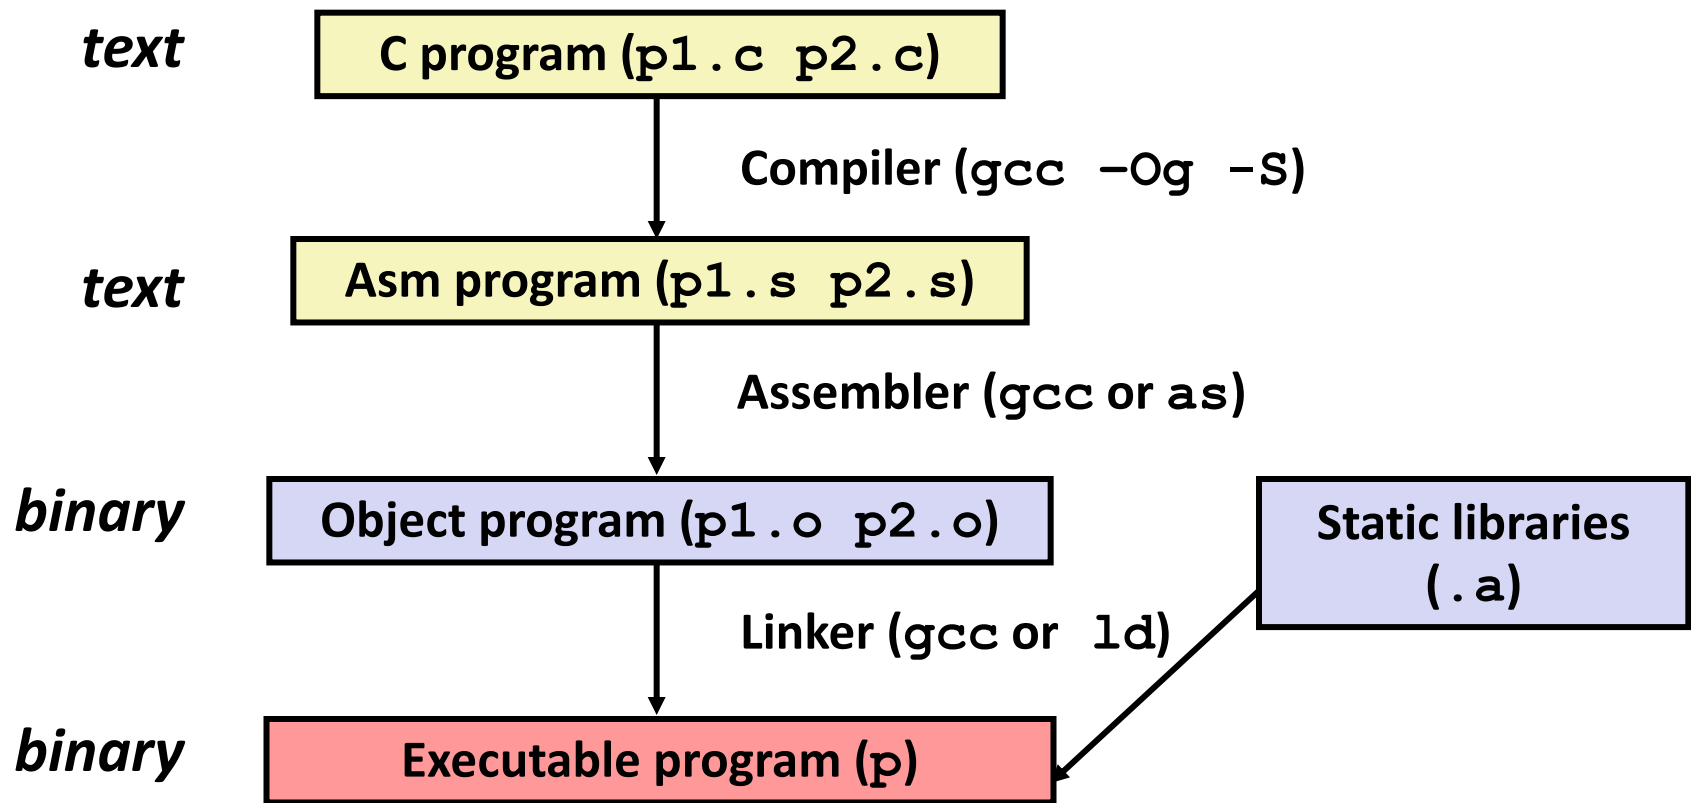 text
C program (p1.c p2.c)
Compiler (gcc –Og -S)
text
Asm program (p1.s p2.s)
Assembler (gcc or as)
binary
Object program (p1.o p2.o)
Static libraries
(.a)
Linker (gcc or ld)
binary
Executable program (p)